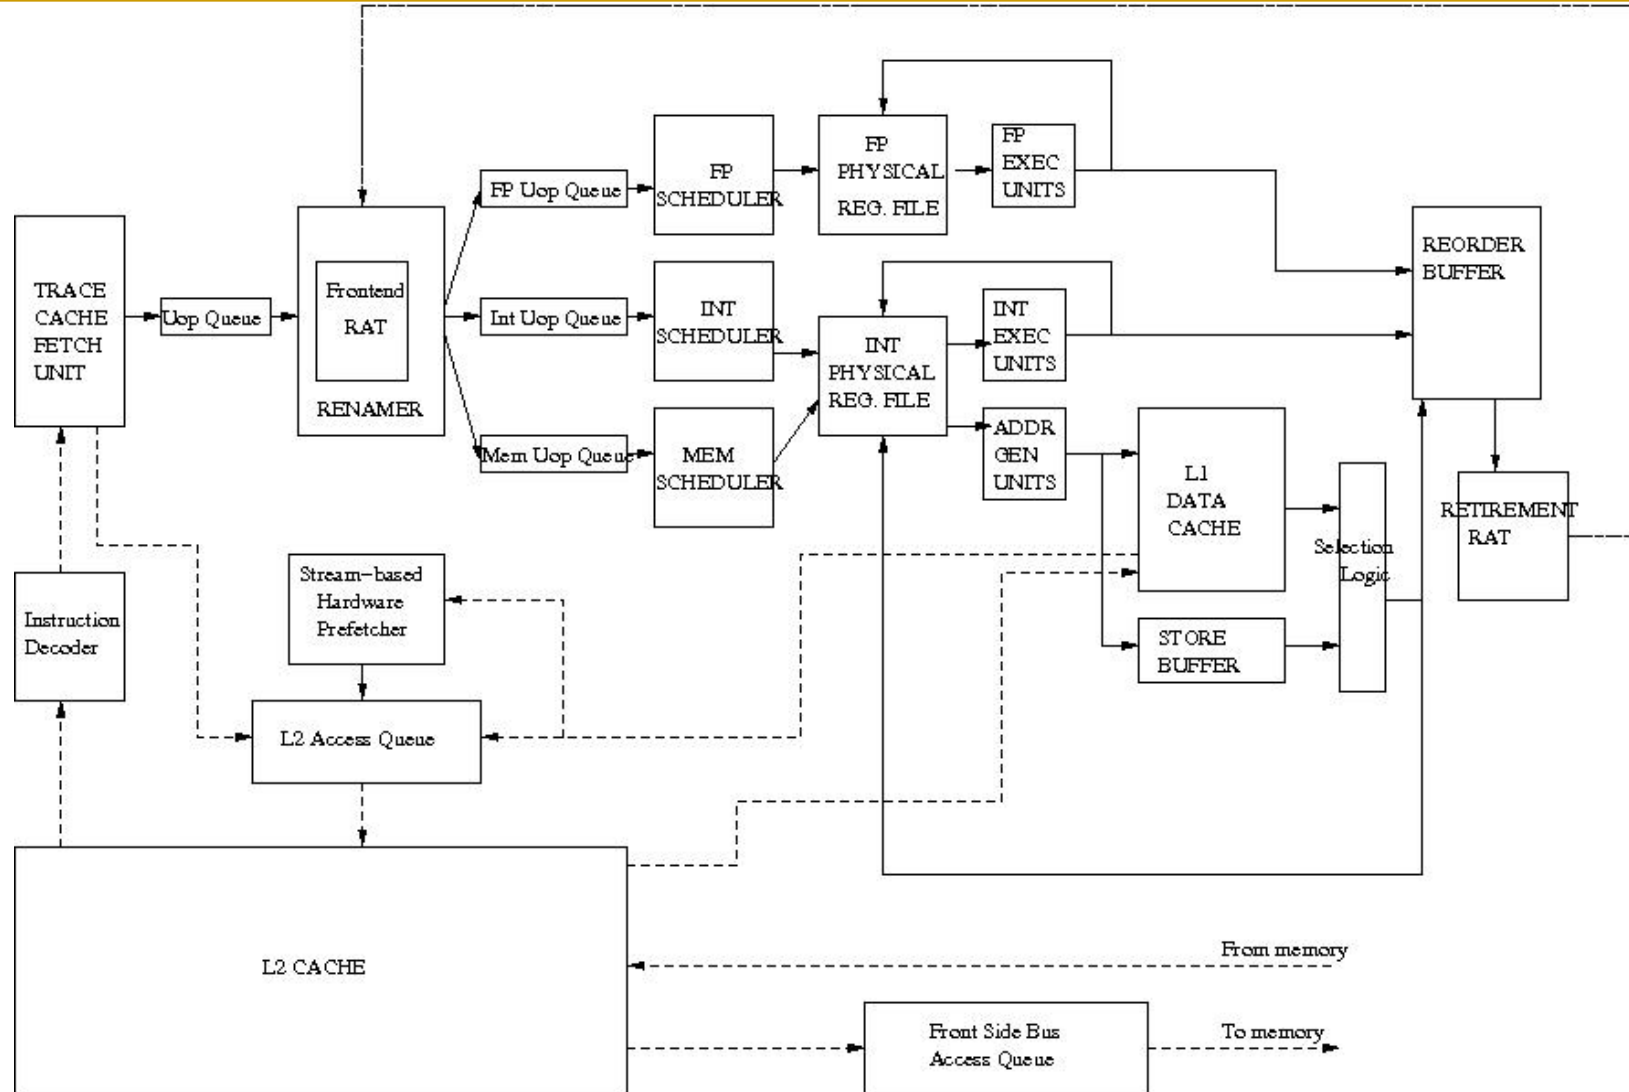 TRACE
CACHE
FETCH
UNIT
Uop Queue
Frontend
RAT
RENAMER
FP Uop Queue
Int Uop Queue
Mem Uop Queue
FP
SCHEDULER
INT
SCHEDULER
MEM
SCHEDULER
FP
PHYSICAL
REG. FILE
INT
PHYSICAL
REG. FILE
FP
EXEC
UNITS
INT
EXEC
UNITS
ADDR
GEN
UNITS
L1
DATA
CACHE
STORE
BUFFER
Selection
Logic
REORDER
BUFFER
RETIREMENT
RAT
Instruction
Decoder
Stream-based
Hardware
Prefetcher
L2 Access Queue
L2 CACHE
From memory
Front Side Bus
Access Queue
To memory